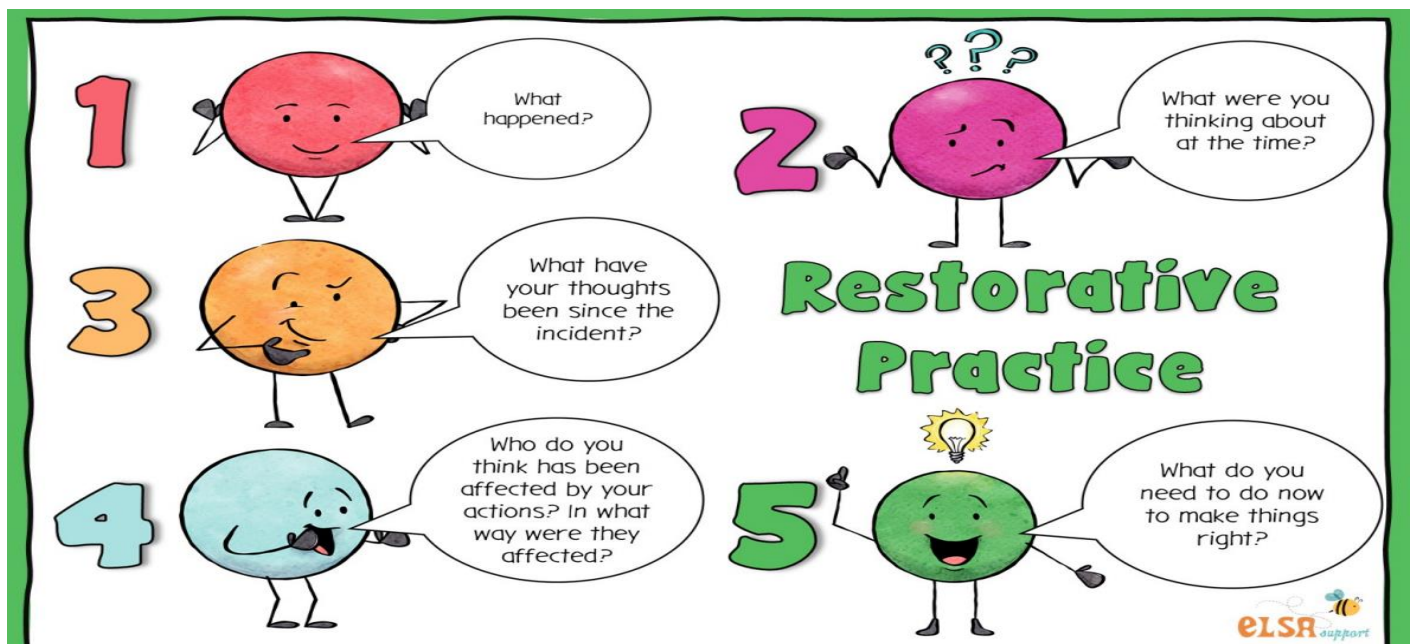 1
What
happened?
2
???
What were you
thinking about
at the time?
3
What have
your thoughts
been since the
incident?
Restorative
Practice
4
Who do you
think has been
affected by your
actions? In what
way were they
affected?
5
What do you
need to do now
to make things
right?
eLSA support